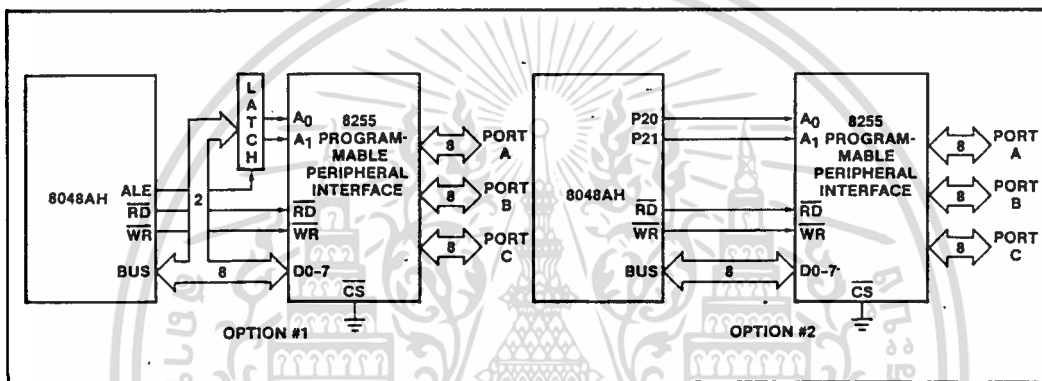 8048AH
ALE
RD
WR
BUS
2
8
LATCH
A0
A1
8255
PROGRAM-
MABLE
PERIPHERAL
INTERFACE
RD
WR
D0-7
CS
8
PORT
A
8
PORT
B
8
PORT
C
OPTION #1
8048AH
P20
P21
RD
WR
BUS
8
A0
A1
8255
PROGRAM-
MABLE
PERIPHERAL
INTERFACE
RD
WR
D0-7
CS
8
PORT
A
8
PORT
B
8
PORT
C
OPTION #2